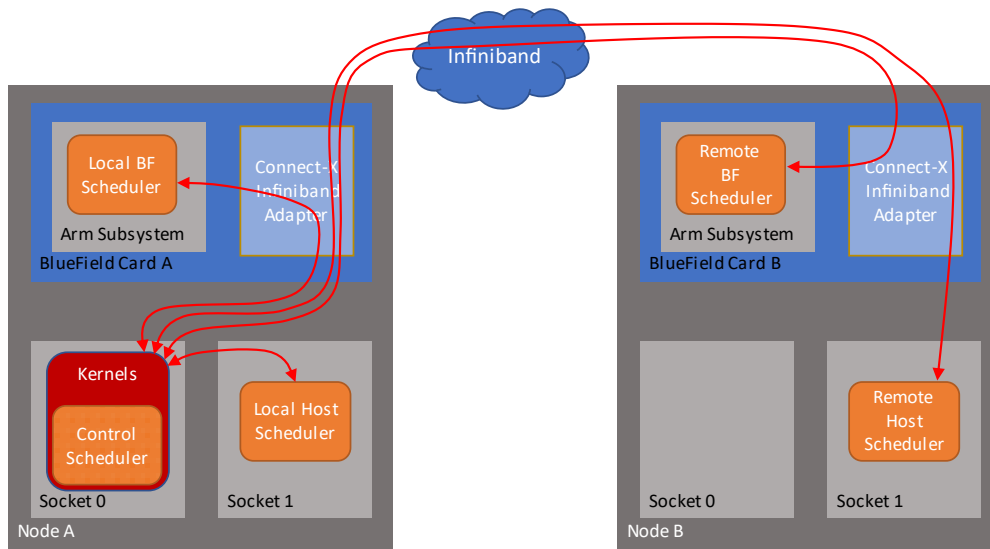 Infiniband
Local BF
Scheduler
Arm Subsystem
Connect-X
Infiniband
Adapter
BlueField Card A
Kernels
Control
Scheduler
Socket 0
Local Host
Scheduler
Socket 1
Node A
Remote
BF
Scheduler
Arm Subsystem
Connect-X
Infiniband
Adapter
BlueField Card B
Socket 0
Remote
Host
Scheduler
Socket 1
Node B